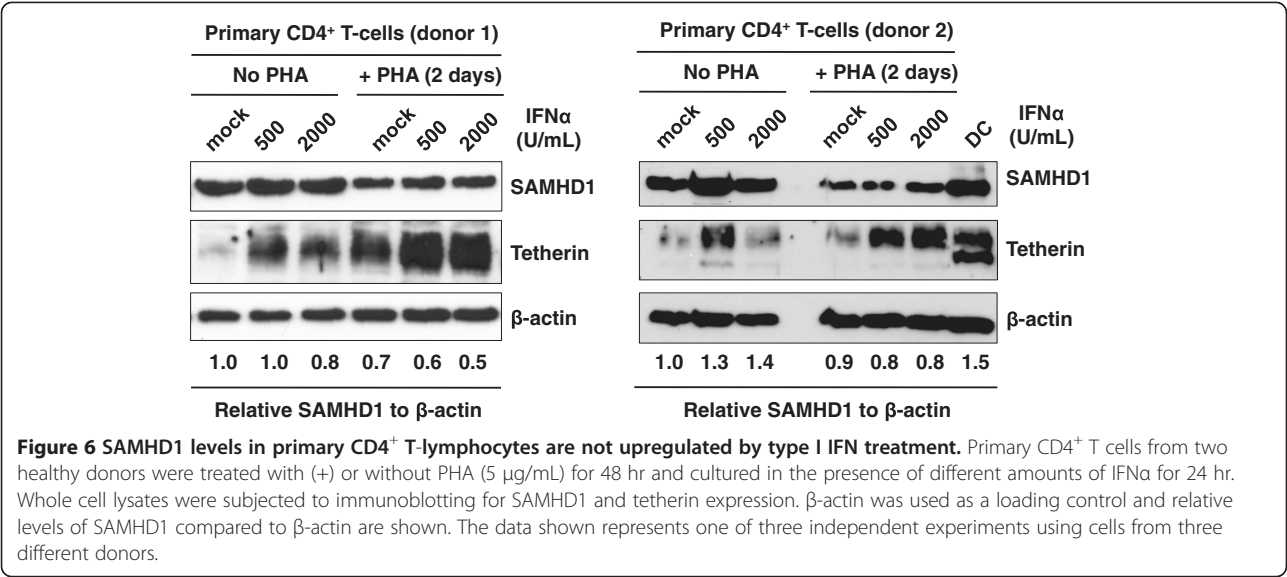 Primary CD4+ T-cells (donor 1)
No PHA + PHA (2 days)
mock 500 2000 mock 500 2000 IFNα (U/mL)
SAMHD1
Tetherin
β-actin
1.0 1.0 0.8 0.7 0.6 0.5
Relative SAMHD1 to β-actin
Primary CD4+ T-cells (donor 2)
No PHA + PHA (2 days)
mock 500 2000 mock 500 2000 DC IFNα (U/mL)
SAMHD1
Tetherin
β-actin
1.0 1.3 1.4 0.9 0.8 0.8 1.5
Relative SAMHD1 to β-actin
Figure 6 SAMHD1 levels in primary CD4+ T-lymphocytes are not upregulated by type I IFN treatment. Primary CD4+ T cells from two
healthy donors were treated with (+) or without PHA (5 μg/mL) for 48 hr and cultured in the presence of different amounts of IFNα for 24 hr.
Whole cell lysates were subjected to immunoblotting for SAMHD1 and tetherin expression. β-actin was used as a loading control and relative
levels of SAMHD1 compared to β-actin are shown. The data shown represents one of three independent experiments using cells from three
different donors.